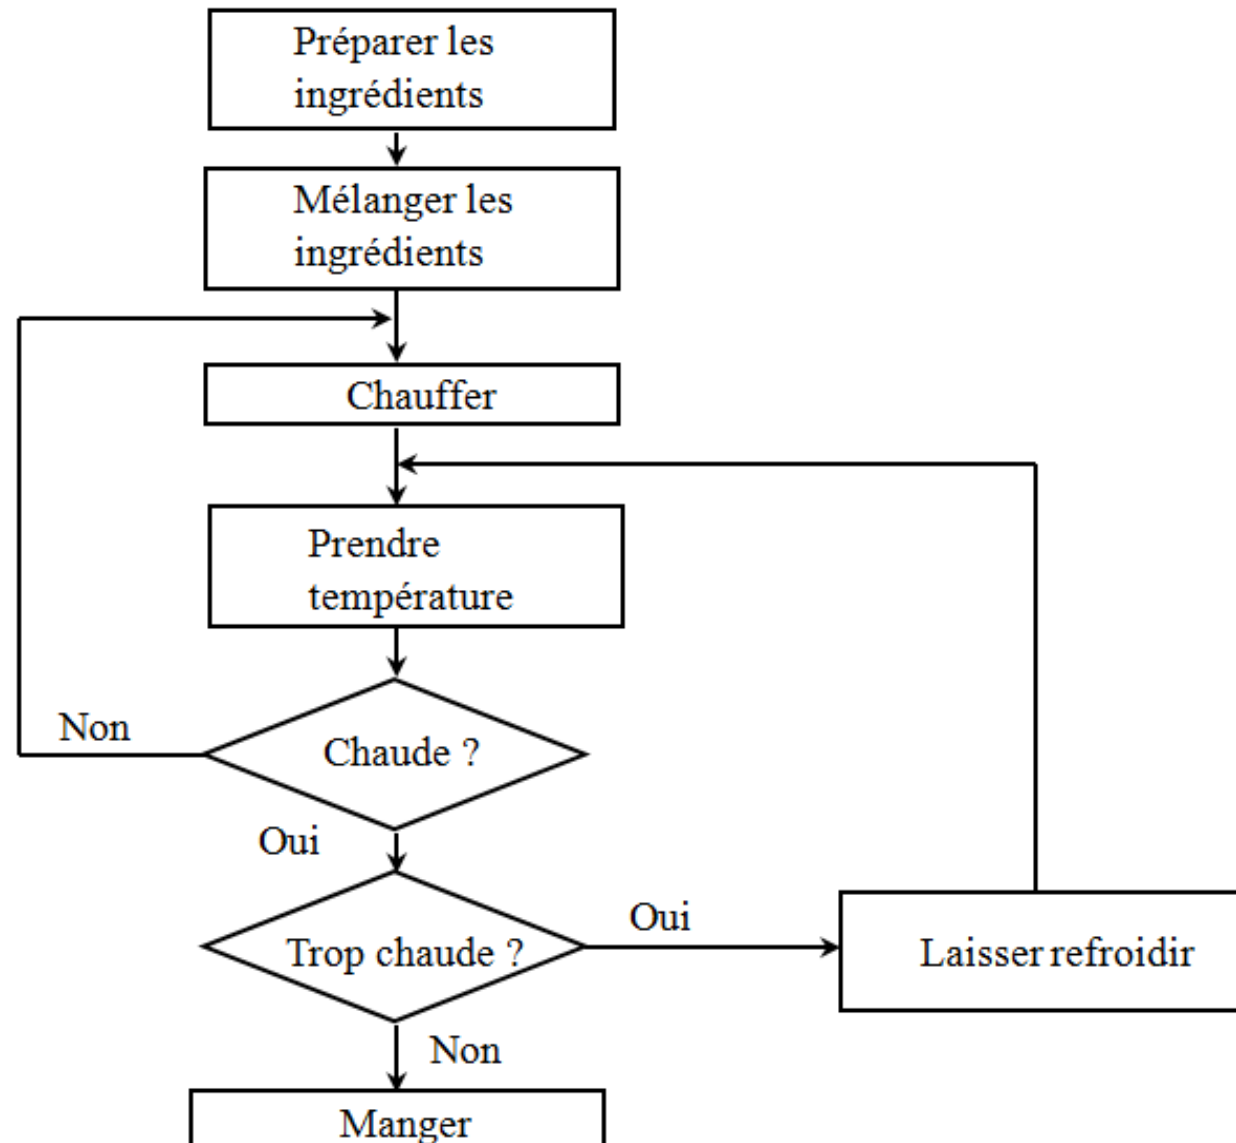 Préparer les
ingrédients
Mélanger les
ingrédients
Chauffer
Prendre
température
Non
Chaude ?
Oui
Trop chaude ?
Oui
Laisser refroidir
Non
Manger